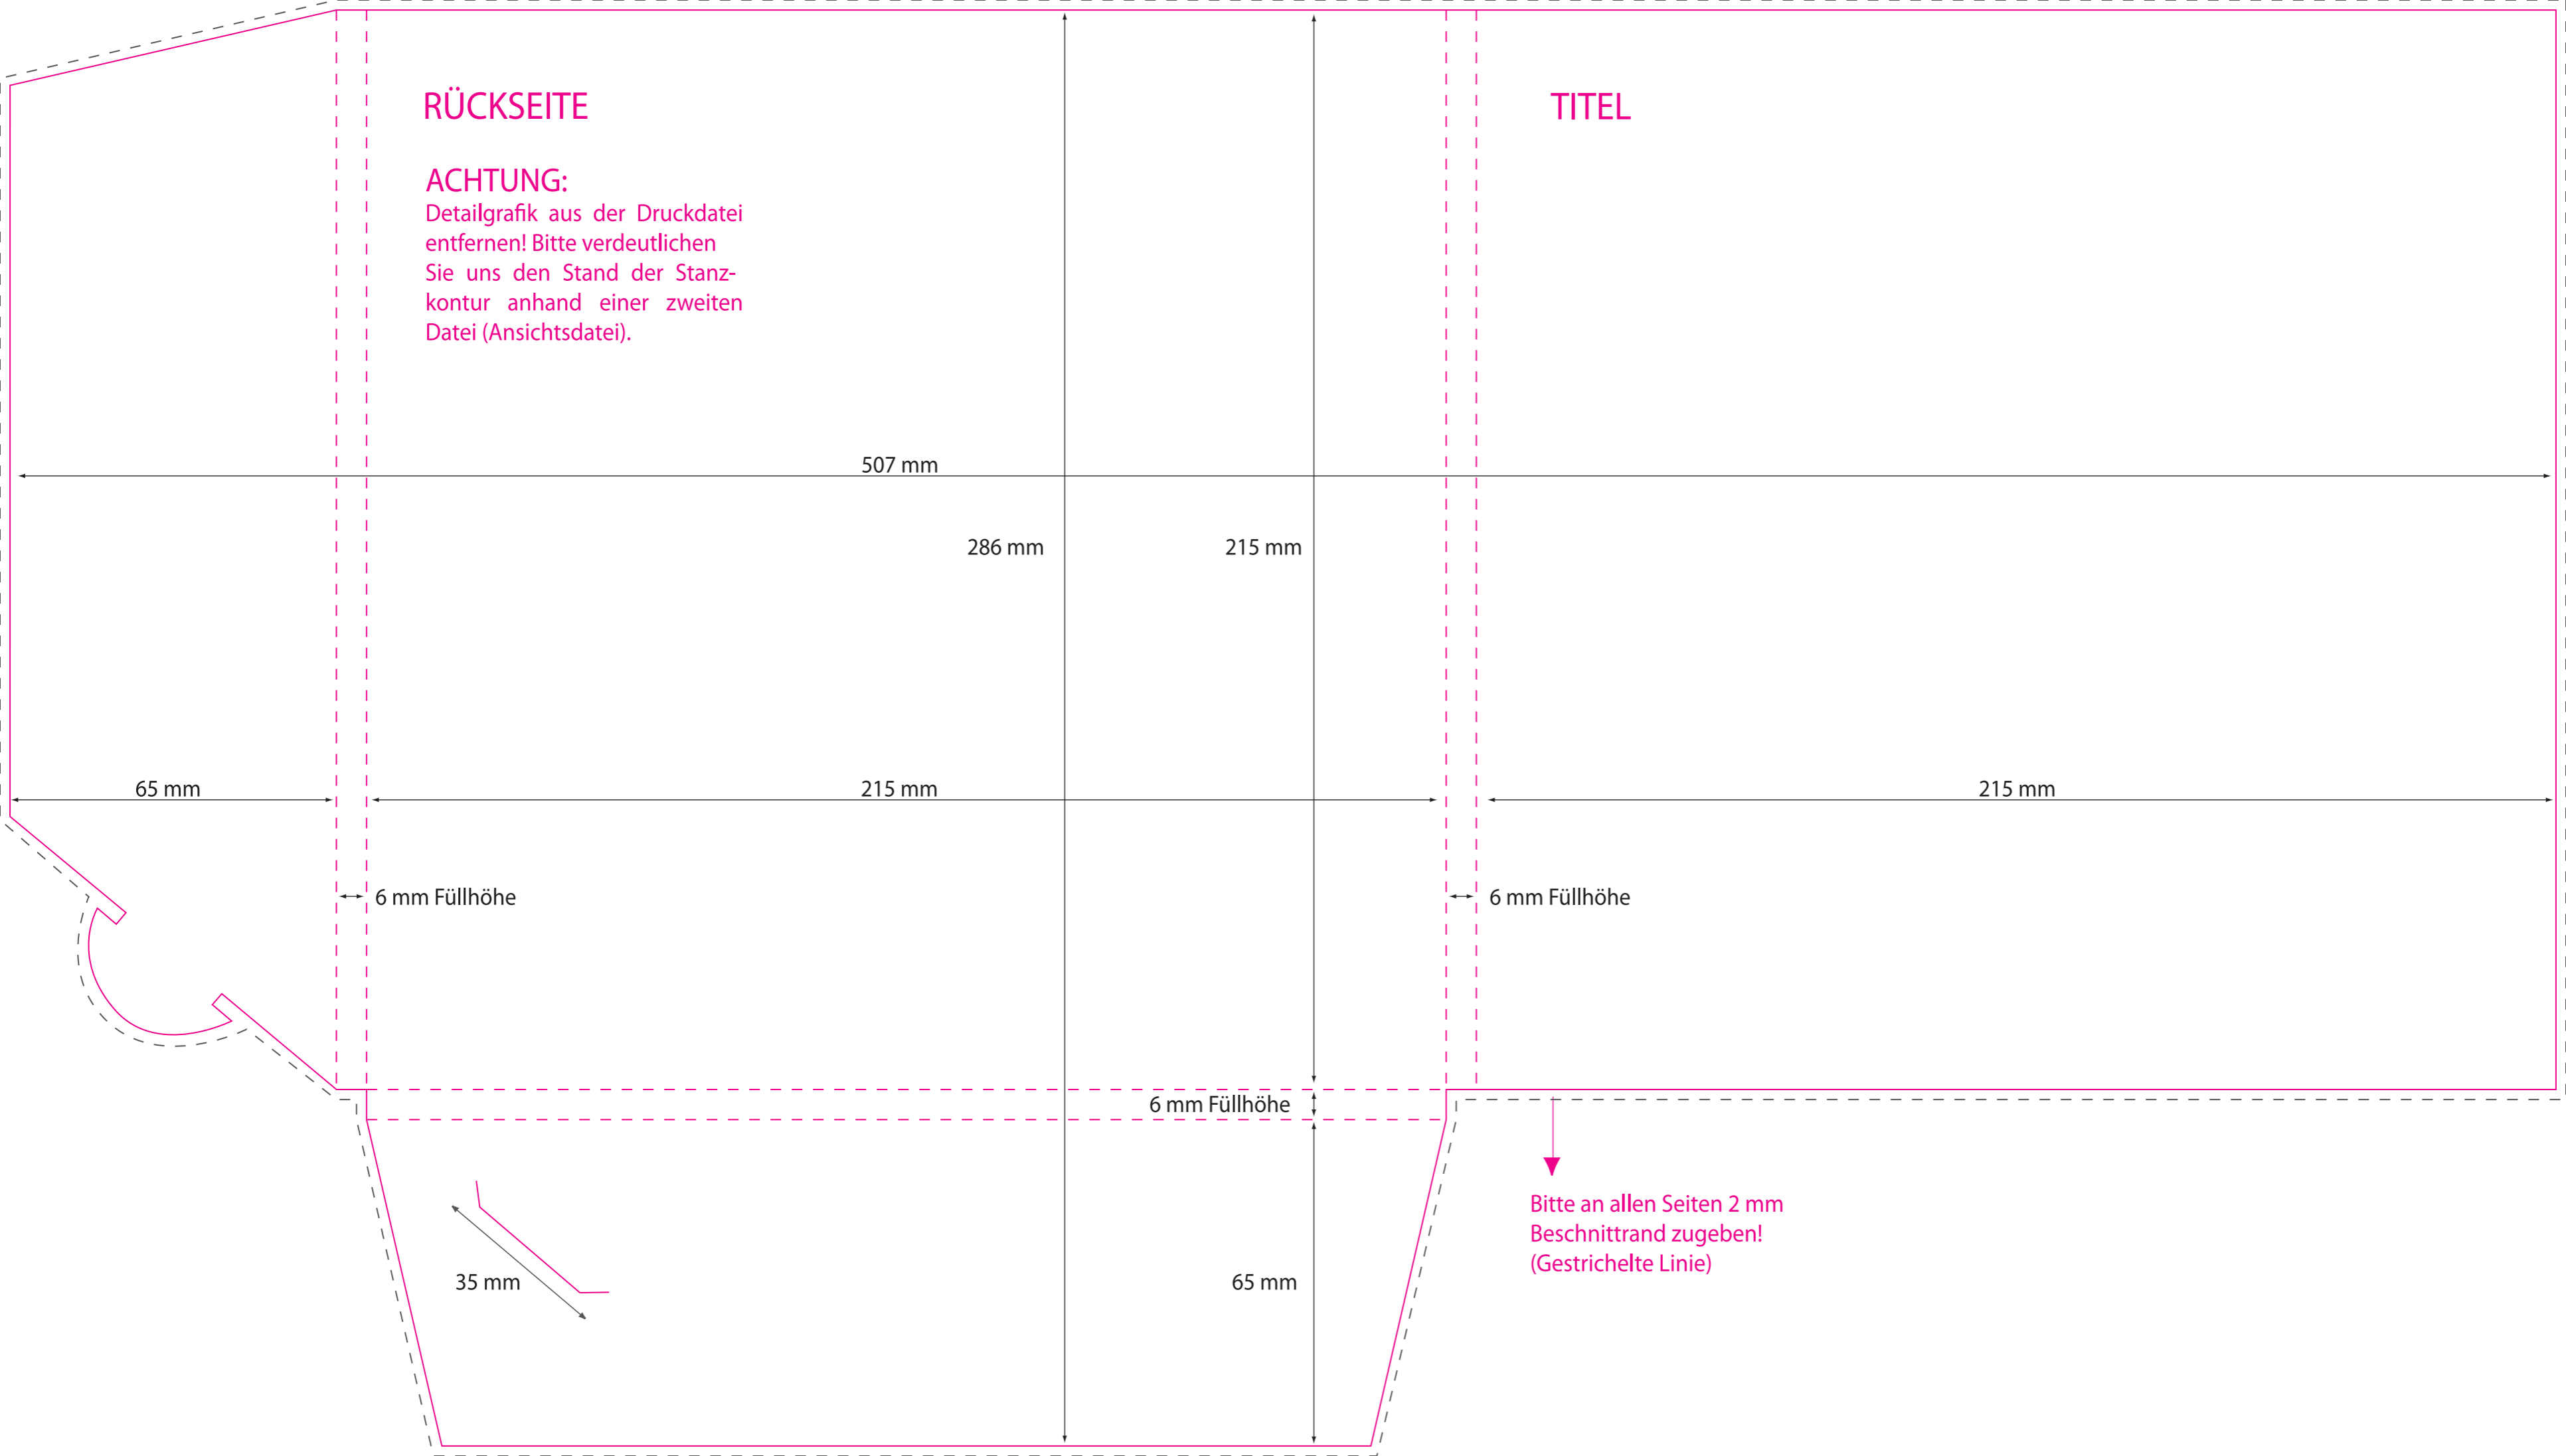 RÜCKSEITE
TITEL
ACHTUNG:
Detailgrafik aus der Druckdatei
entfernen! Bitte verdeutlichen
Sie uns den Stand der Stanz-
kontur anhand einer zweiten
Datei (Ansichtsdatei).
507 mm
286 mm
215 mm
65 mm
215 mm
215 mm
6 mm Füllhöhe
6 mm Füllhöhe
6 mm Füllhöhe
35 mm
65 mm
Bitte an allen Seiten 2 mm
Beschnittrand zugeben!
(Gestrichelte Linie)